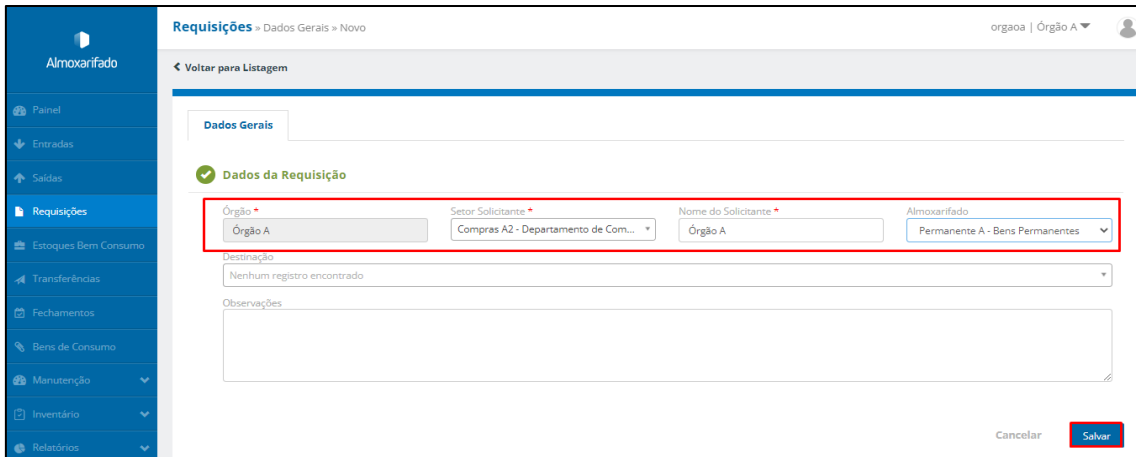 Almoxarifado
Painel
Entradas
Saídas
Requisições
Estoques Bem Consumo
Transferências
Fechamentos
Bens de Consumo
Manutenção
Inventário
Relatórios
Requisições » Dados Gerais » Novo
orgaoa | Órgão A
Voltar para Listagem
Dados Gerais
Dados da Requisição
Órgão * Setor Solicitante * Nome do Solicitante * Almoxarifado
Órgão A Compras A2 - Departamento de Com... Órgão A Permanente A - Bens Permanentes
Destinação
Nenhum registro encontrado
Observações
Cancelar Salvar